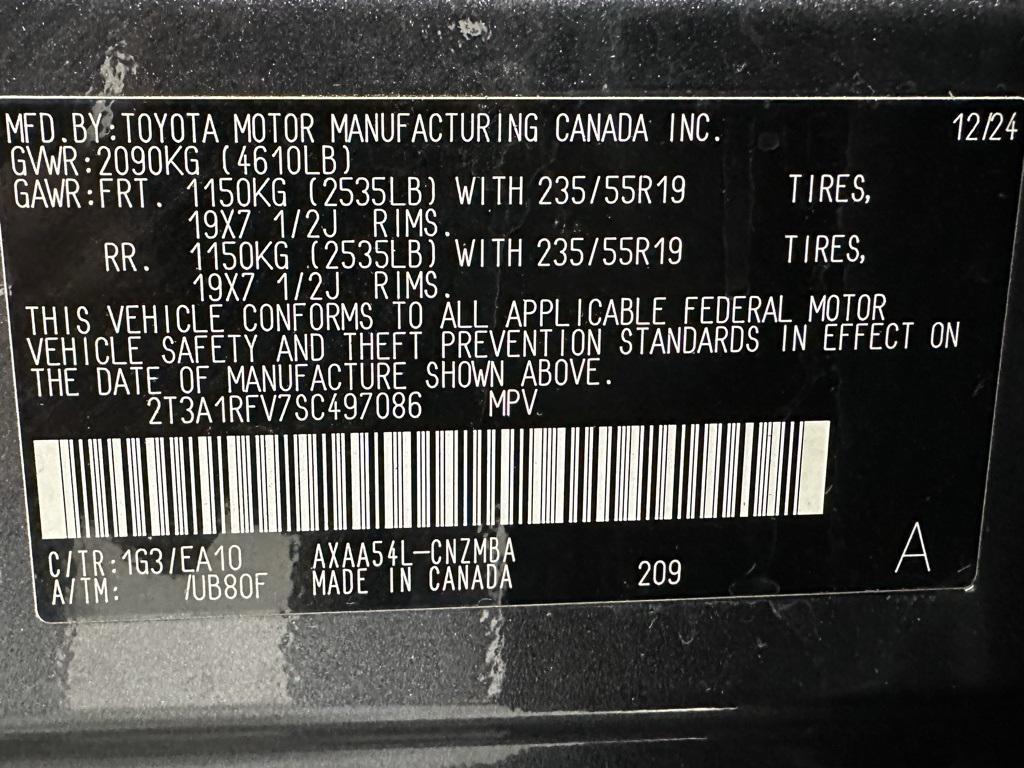 MFD.BY:TOYOTA MOTOR MANUFACTURING CANADA INC. 12/24
GVWR:2090KG (4610LB)
GAWR:FRT. 1150KG (2535LB) WITH 235/55R19 TIRES,
19X7 1/2J RIMS.
RR. 1150KG (2535LB) WITH 235/55R19 TIRES,
19X7 1/2J RIMS.
THIS VEHICLE CONFORMS TO ALL APPLICABLE FEDERAL MOTOR
VEHICLE SAFETY AND THEFT PREVENTION STANDARDS IN EFFECT ON
THE DATE OF MANUFACTURE SHOWN ABOVE.
2T3A1RFV7SC497086 MPV
C/TR:1G3/EA10 AXAA54L-CNZMBA
A/TM: /UB80F MADE IN CANADA 209 A